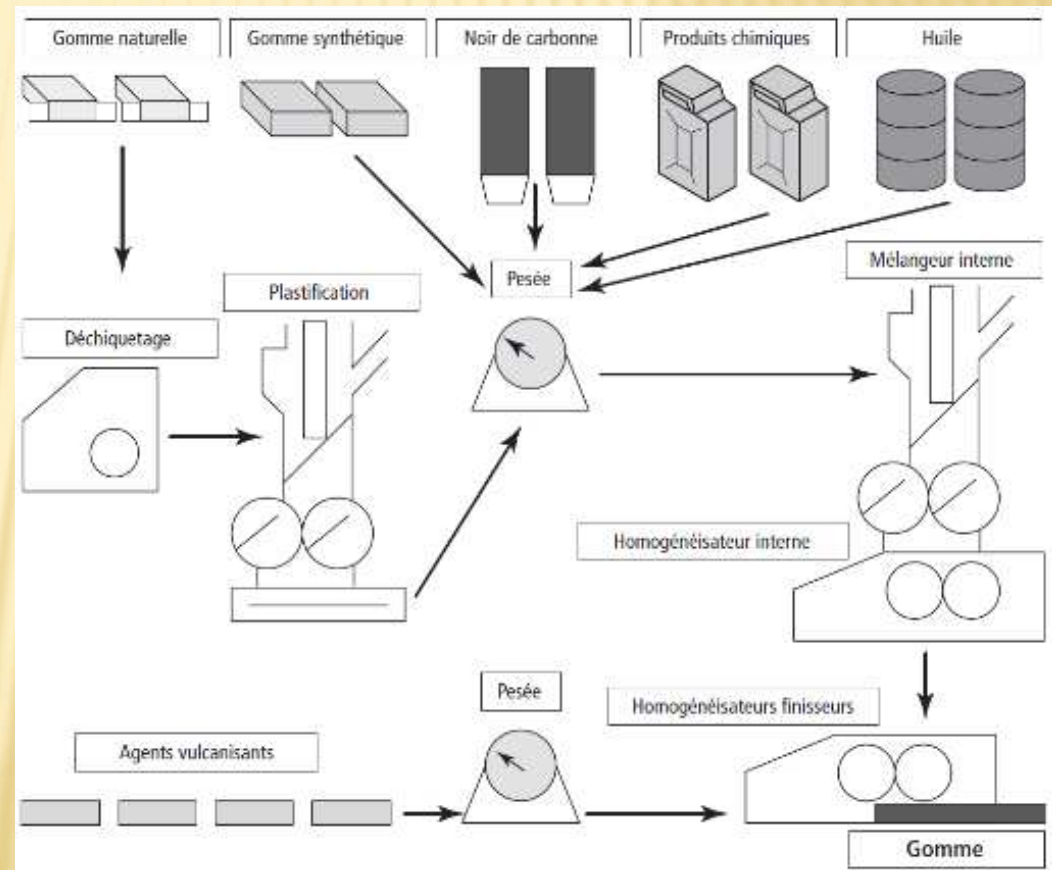 Gomme naturelle
Gomme synthétique
Noir de carbonne
Produits chimiques
Huile
Pesée
Mélangeur interne
Plastification
Déchiquetage
Homogénéisateur interne
Pesée
Homogénéisateurs finisseurs
Agents vulcanisants
Gomme